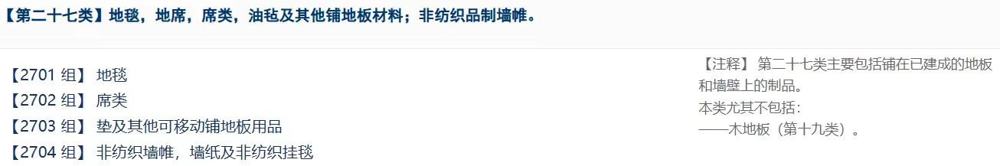 【第二十七类】地毯，地席，席类，油毡及其他铺地板材料；非纺织品制墙帷。
【2701 组】 地毯
【2702 组】 席类
【2703 组】 垫及其他可移动铺地板用品
【2704 组】 非纺织墙帷，墙纸及非纺织挂毯
【注释】 第二十七类主要包括铺在已建成的地板
和墙壁上的制品。
本类尤其不包括：
——木地板（第十九类）。